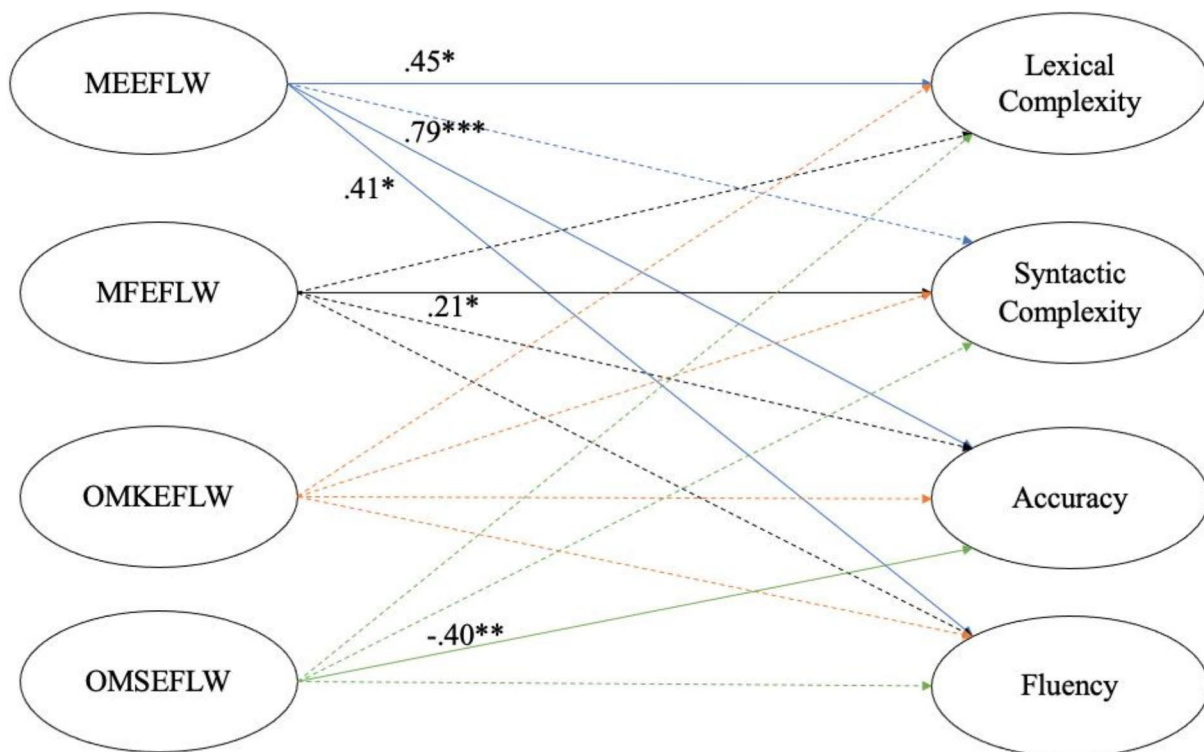 MEEFLW
.45*
Lexical
Complexity
.79***
.41*
MFEFLW
.21*
Syntactic
Complexity
OMKEFLW
Accuracy
OMSEFLW
-.40**
Fluency